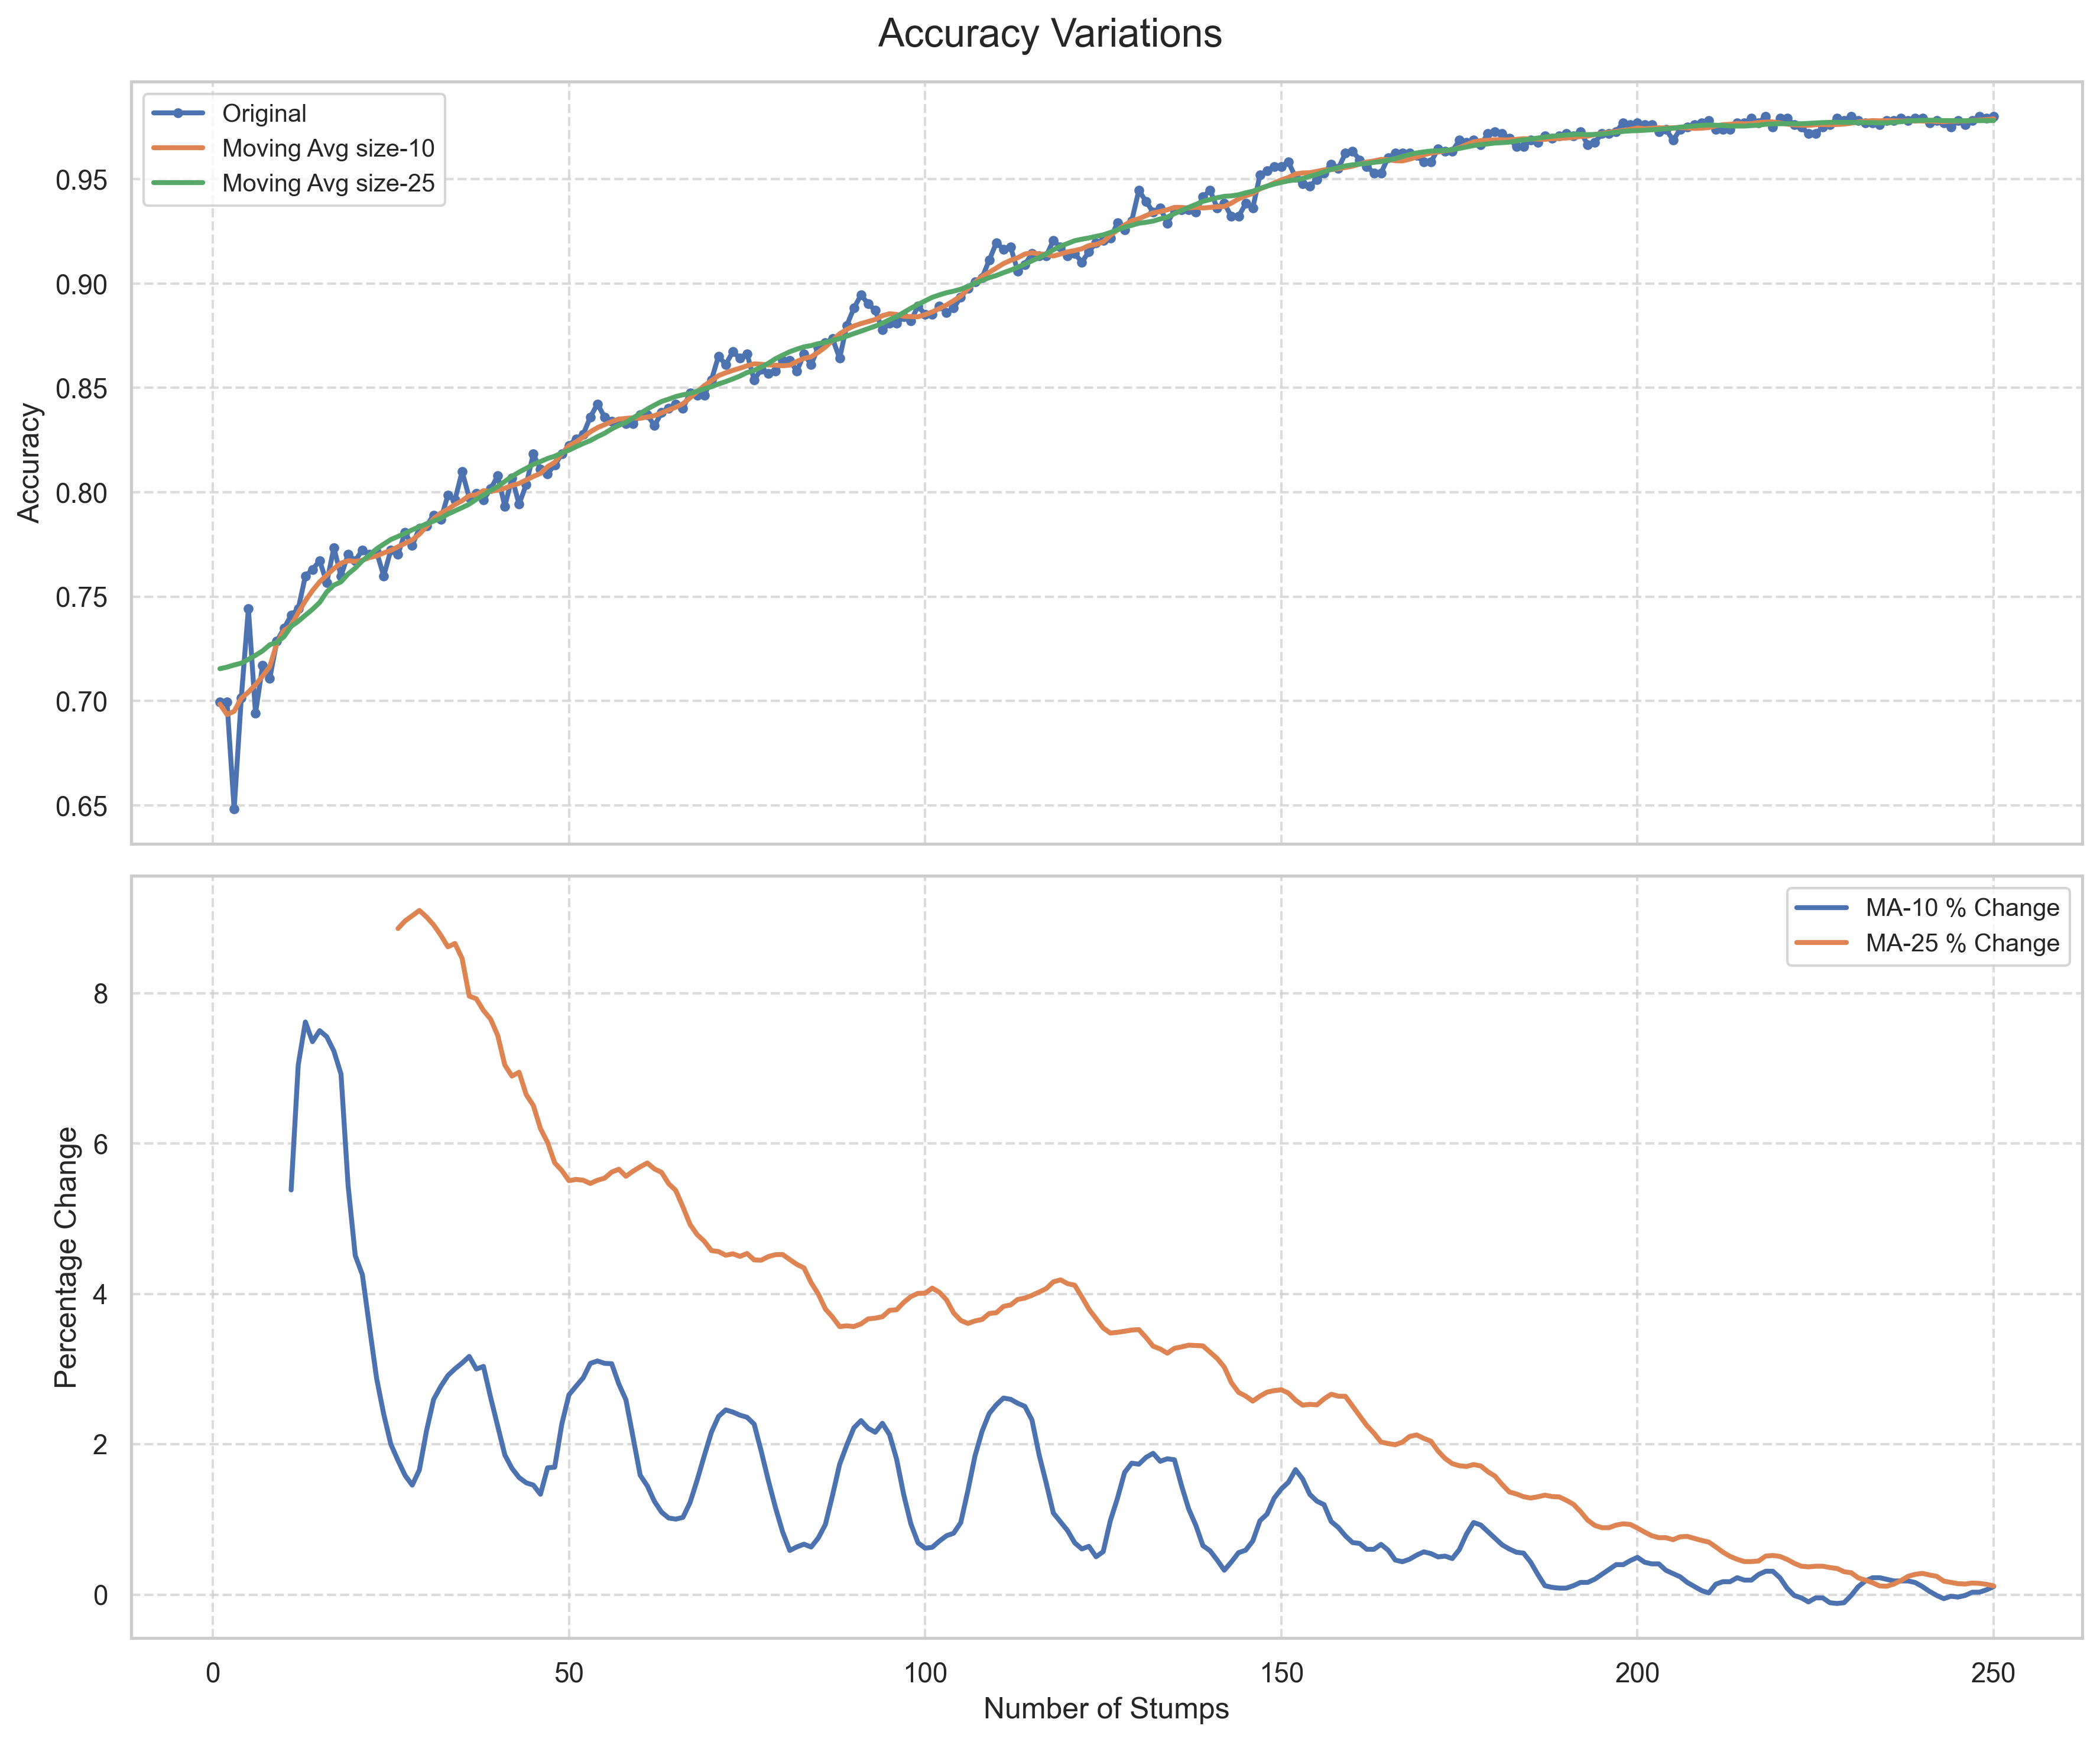 Accuracy Variations
Original
Moving Avg size-10
Moving Avg size-25
0.95
0.90
0.85
0.80
0.75
0.70
0.65
Accuracy
MA-10 % Change
MA-25 % Change
8
6
4
2
0
Percentage Change
0 50 100 150 200 250
Number of Stumps